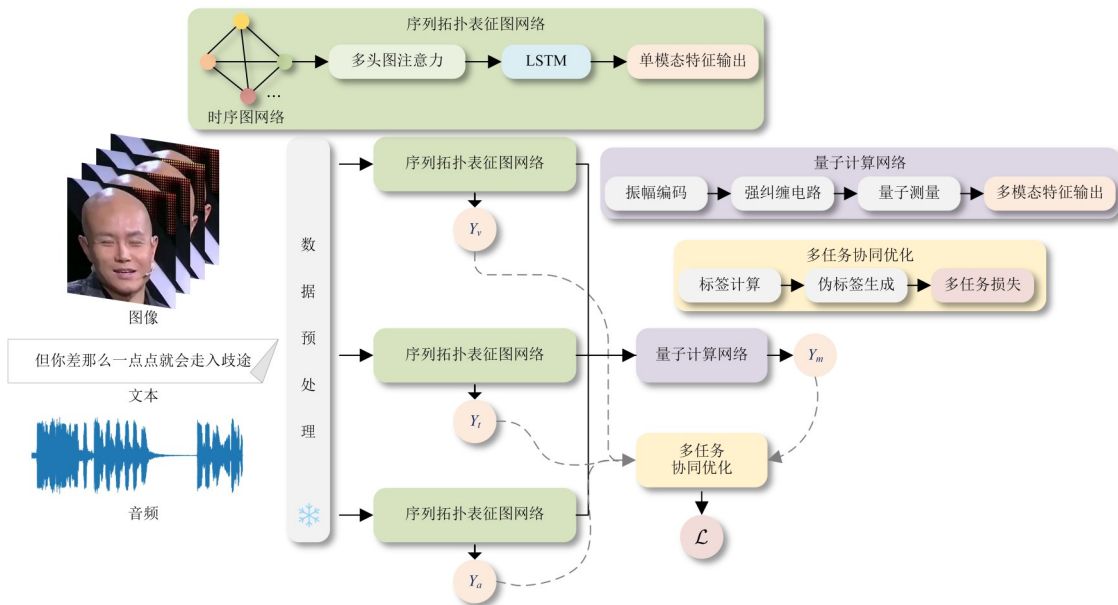 序列拓扑表征图网络
多头图注意力
LSTM
单模态特征输出
...
时序图网络
图像
但你差那么一点点就会走入歧途
文本
音频
数据预处理
序列拓扑表征图网络
Yv
序列拓扑表征图网络
Yt
序列拓扑表征图网络
Ya
量子计算网络
振幅编码
强纠缠电路
量子测量
多模态特征输出
多任务协同优化
标签计算
伪标签生成
多任务损失
量子计算网络
Ym
多任务
协同优化
ℒ